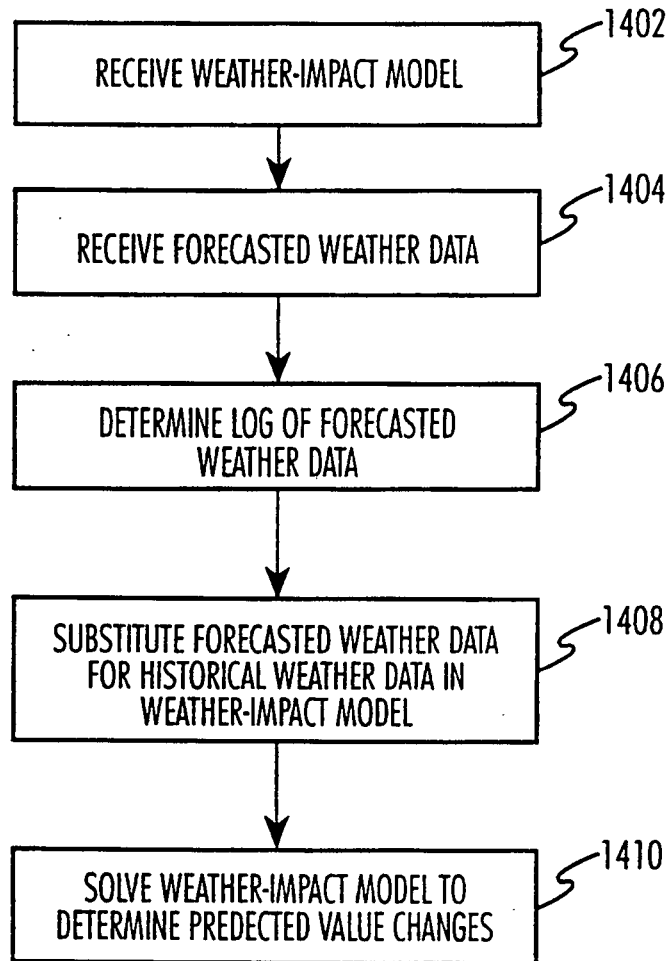 1402
RECEIVE WEATHER-IMPACT MODEL
1404
RECEIVE FORECASTED WEATHER DATA
1406
DETERMINE LOG OF FORECASTED
WEATHER DATA
1408
SUBSTITUTE FORECASTED WEATHER DATA
FOR HISTORICAL WEATHER DATA IN
WEATHER-IMPACT MODEL
1410
SOLVE WEATHER-IMPACT MODEL TO
DETERMINE PREDECTED VALUE CHANGES